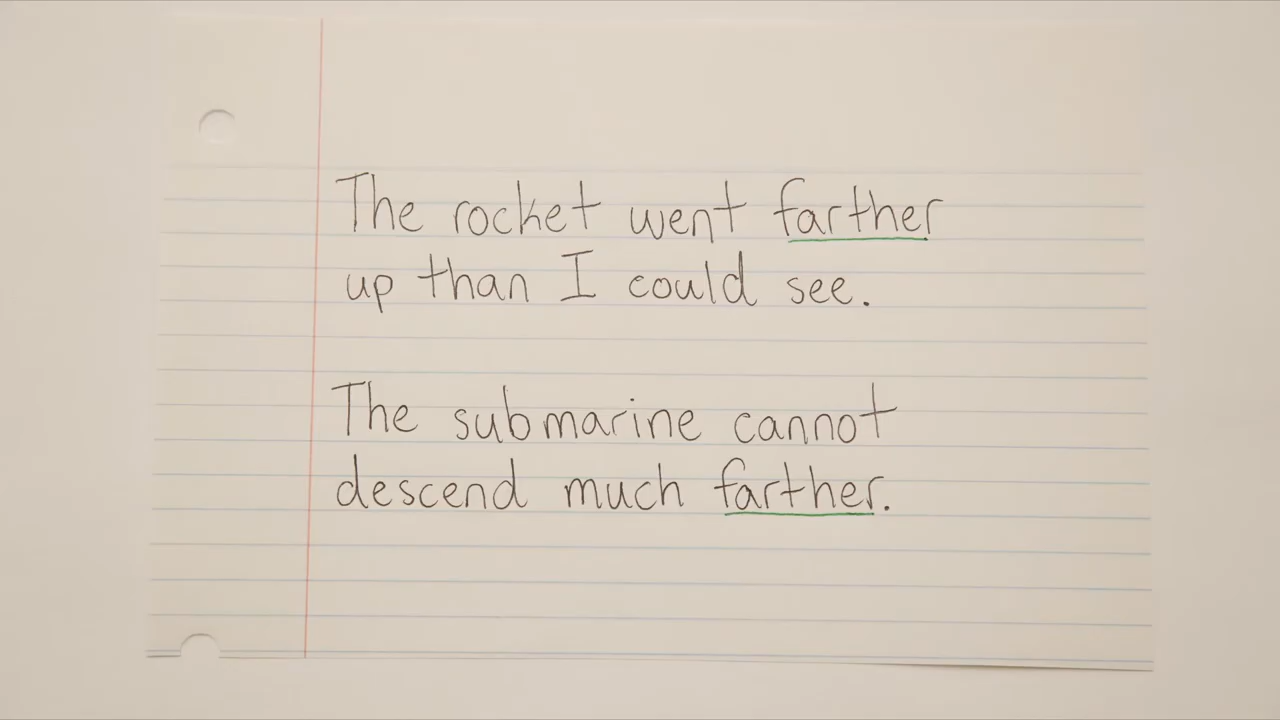 The rocket went farther
up than I could see.
The submarine cannot
descend much farther.